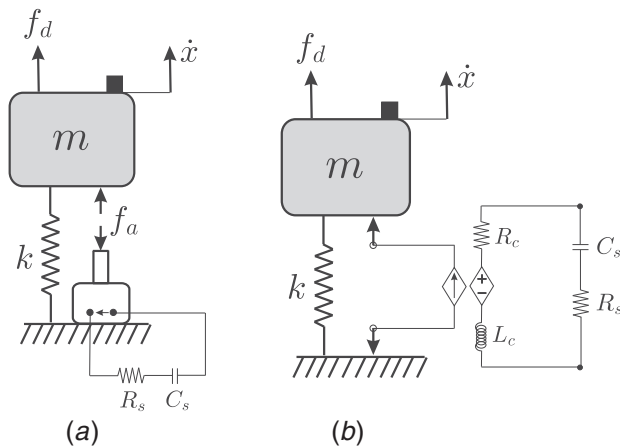 f_d
ẋ
m
k
f_a
R_s
C_s
(a)
f_d
ẋ
m
k
R_c
+
−
L_c
C_s
R_s
(b)